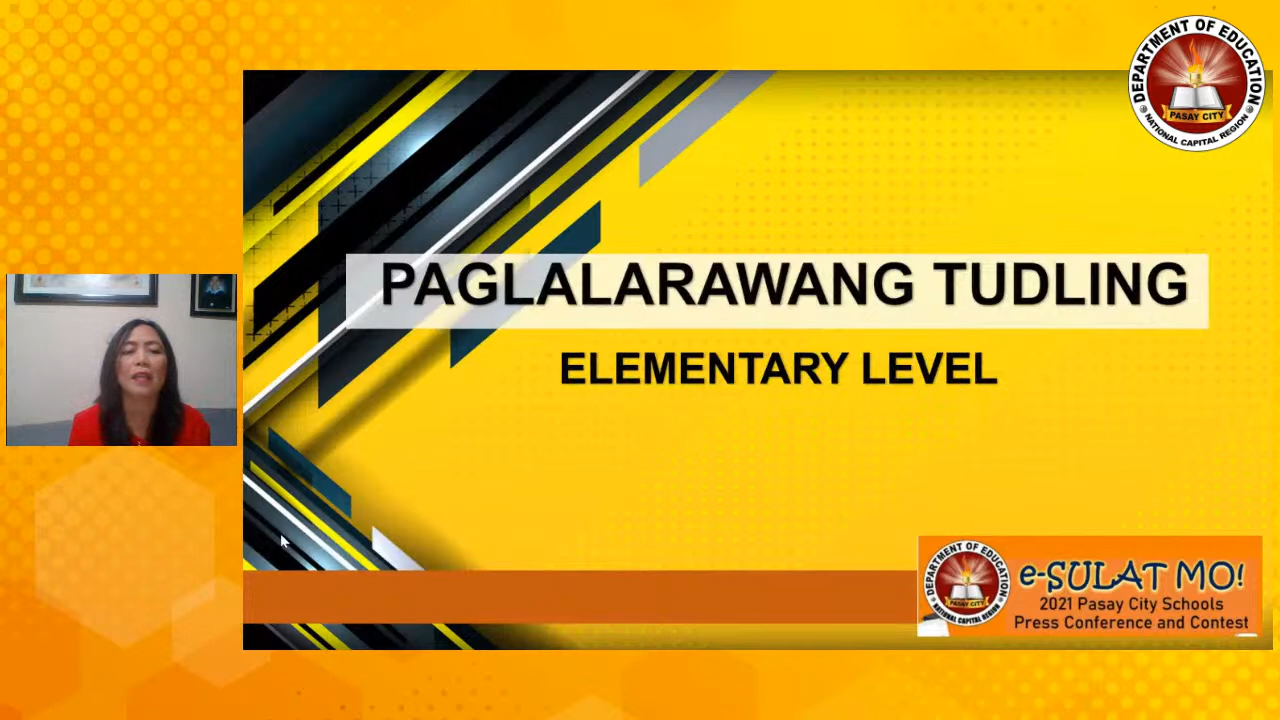 DEPARTMENT OF EDUCATION
PASAY CITY
NATIONAL CAPITAL REGION
PAGLALARAWANG TUDLING
ELEMENTARY LEVEL
DEPARTMENT OF EDUCATION
PASAY CITY
NATIONAL CAPITAL REGION
e-SULAT MO!
2021 Pasay City Schools
Press Conference and Contest